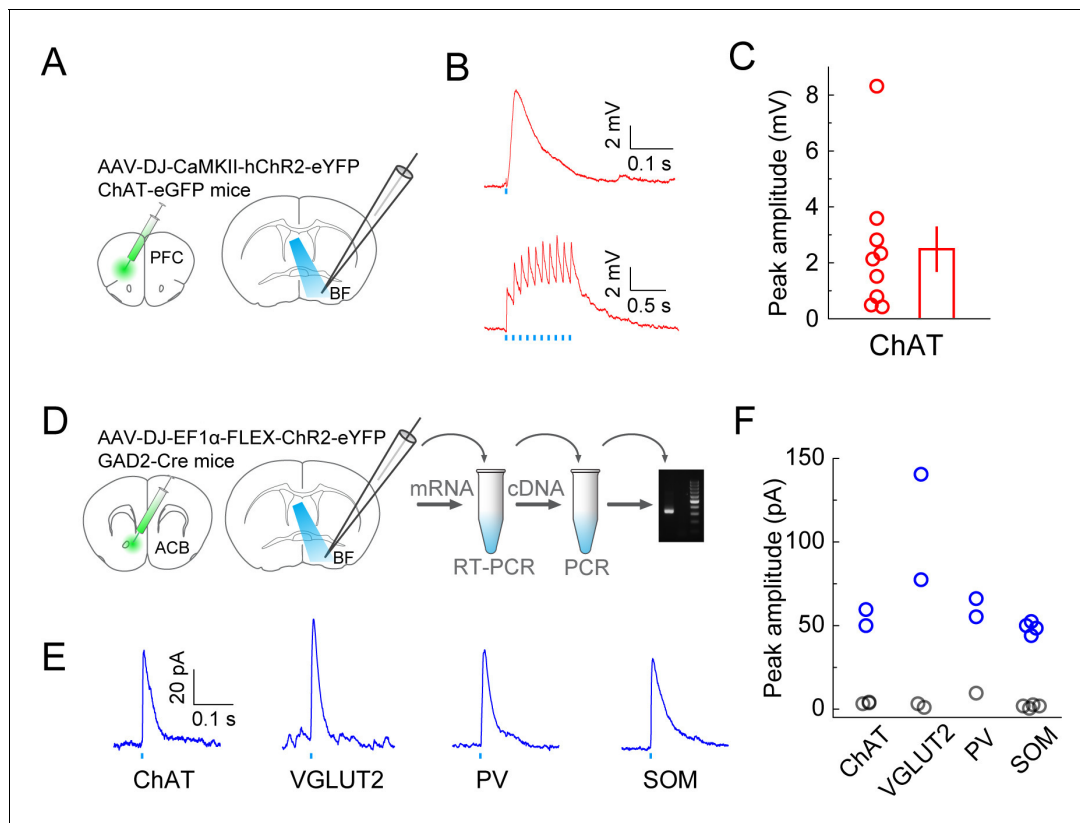 A
AAV-DJ-CaMKII-hChR2-eYFP
ChAT-eGFP mice
PFC
BF
B
2 mV
0.1 s
2 mV
0.5 s
C
Peak amplitude (mV)
8
6
4
2
0
ChAT
D
AAV-DJ-EF1α-FLEX-ChR2-eYFP
GAD2-Cre mice
ACB
BF
mRNA
cDNA
RT-PCR
PCR
E
20 pA
0.1 s
ChAT
VGLUT2
PV
SOM
F
Peak amplitude (pA)
150
100
50
0
ChAT
VGLUT2
PV
SOM